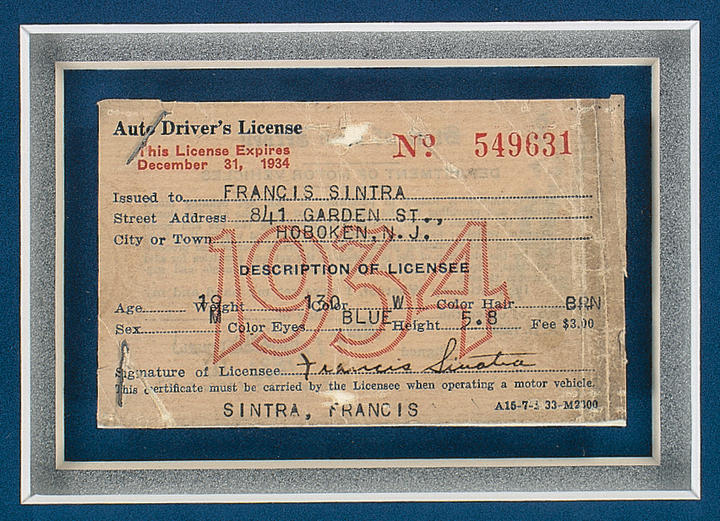 Auto Driver's License
This License Expires
December 31, 1934
Nº 549631
Issued to FRANCIS SINTRA
Street Address 841 GARDEN ST.,
City or Town HOBOKEN, N.J.
1934
DESCRIPTION OF LICENSEE
Age 19 Weight 130 Color W Color Hair BRN
Sex M Color Eyes BLUE Height 5.8 Fee $3.00
Signature of Licensee Francis Sinatra
This certificate must be carried by the Licensee when operating a motor vehicle.
SINTRA, FRANCIS